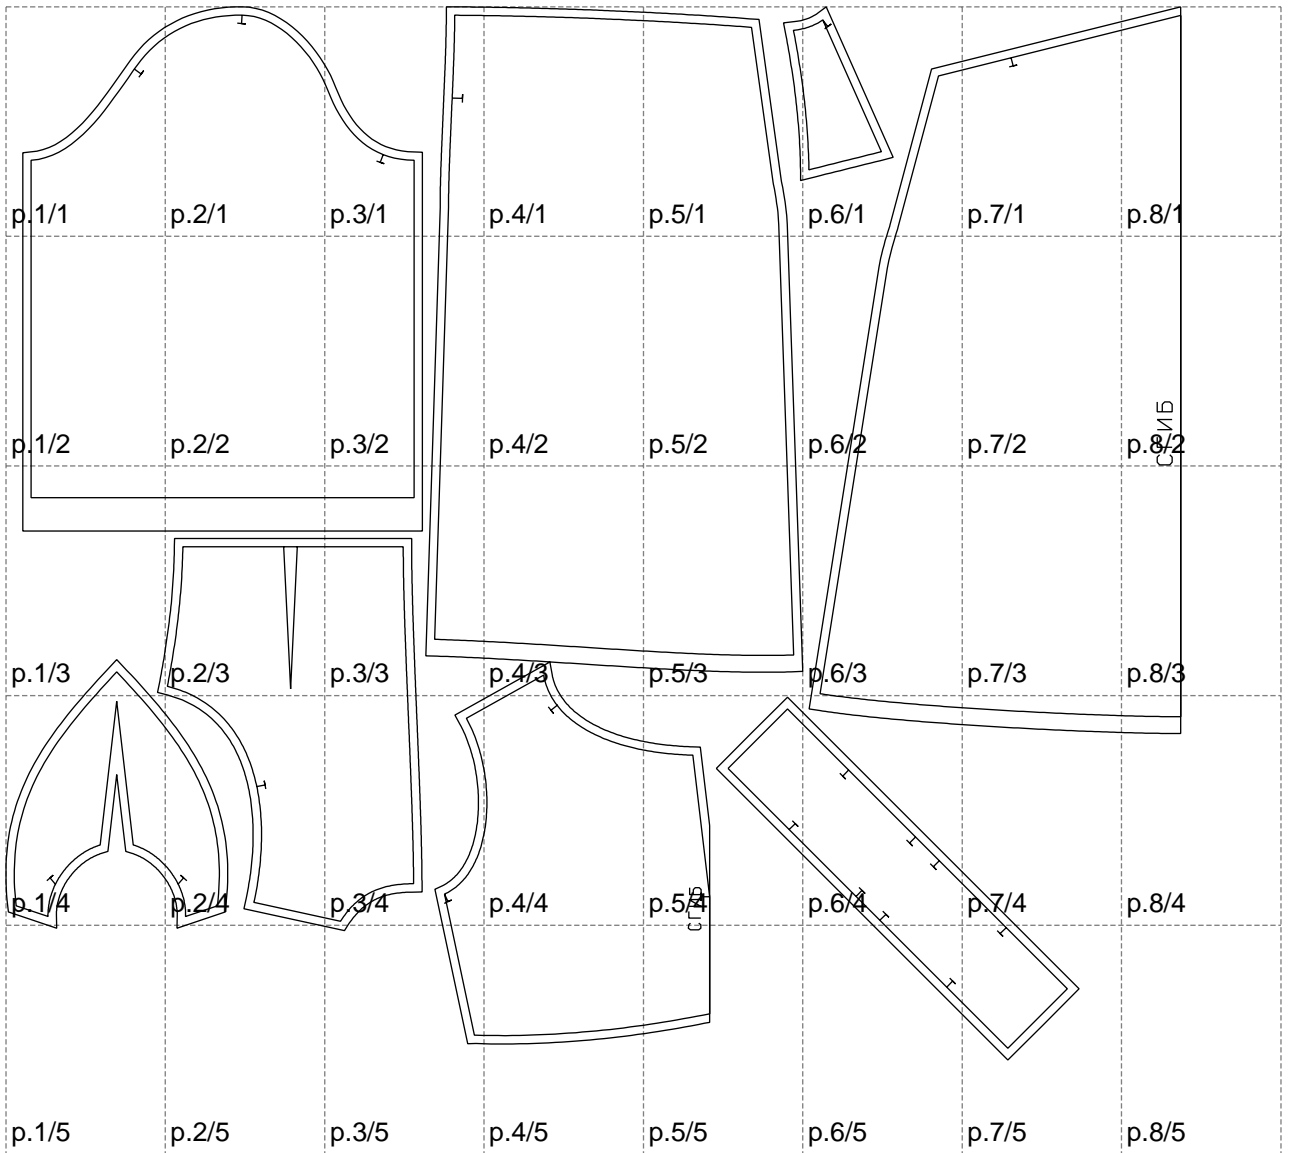 p.1/1 p.2/1 p.3/1 p.4/1 p.5/1 p.6/1 p.7/1 p.8/1
p.1/2 p.2/2 p.3/2 p.4/2 p.5/2 p.6/2 p.7/2 p.8/2
СГИБ
p.1/3 p.2/3 p.3/3 p.4/3 p.5/3 p.6/3 p.7/3 p.8/3
p.1/4 p.2/4 p.3/4 p.4/4 p.5/4 p.6/4 p.7/4 p.8/4
СГИБ
p.1/5 p.2/5 p.3/5 p.4/5 p.5/5 p.6/5 p.7/5 p.8/5